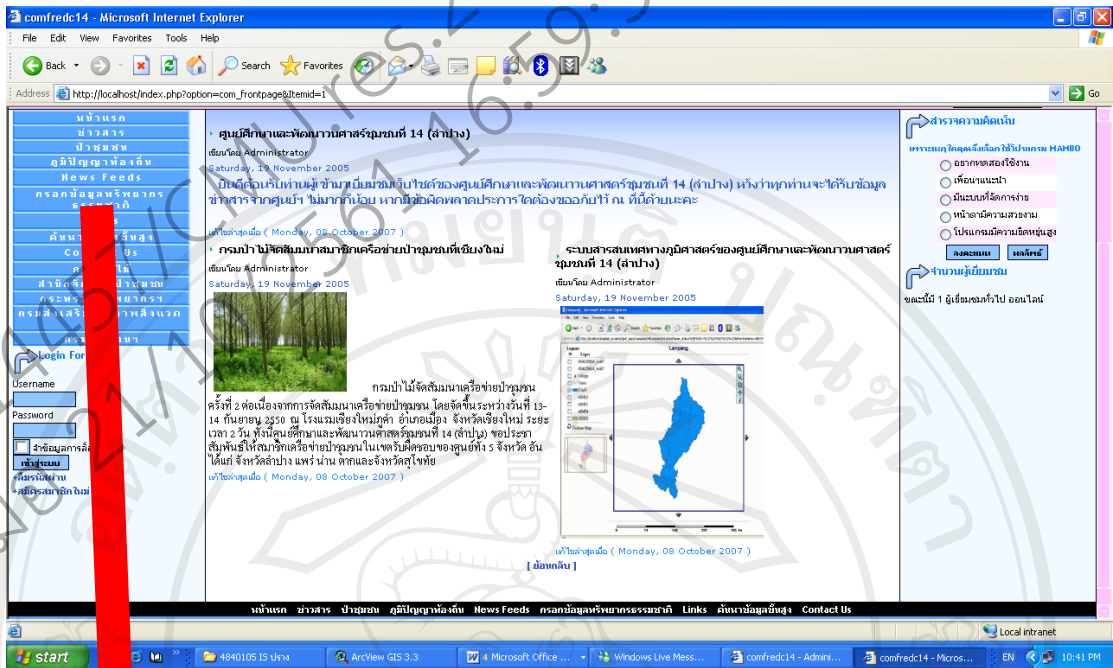 comfredc14 - Microsoft Internet Explorer
File Edit View Favorites Tools Help
Back Search Favorites
Address http://localhost/index.php?option=com_frontpage&Itemid=1 Go
หน้าแรก
ข่าวสาร
ป่าชุมชน
ภูมิปัญญาท้องถิ่น
News Feeds
กรอกข้อมูลทรัพยากร
Login For
Username
Password
เข้าสู่ระบบ
ลืมรหัสผ่าน
สมัครสมาชิกใหม่
ศูนย์ศึกษาและพัฒนาวนศาสตร์ชุมชนที่ 14 (ลำปาง)
เขียนโดย Administrator
Saturday, 19 November 2005
ยินดีต้อนรับท่านผู้เข้ามาเยี่ยมชมเว็บไซต์ของศูนย์ศึกษาและพัฒนาวนศาสตร์ชุมชนที่ 14 (ลำปาง) หวังว่าทุกท่านจะได้รับข้อมูล
ข่าวสารจากศูนย์ฯ ไม่มากก็น้อย หากมีข้อผิดพลาดประการใดต้องขออภัยไว้ ณ ที่นี้ด้วยนะคะ
กรมป่าไม้จัดสัมมนาสมาชิกเครือข่ายป่าชุมชนที่เชียงใหม่
เขียนโดย Administrator
Saturday, 19 November 2005
กรมป่าไม้จัดสัมมนาเครือข่ายป่าชุมชน
ครั้งที่ 2 ต่อเนื่องจากการจัดสัมมนาเครือข่ายป่าชุมชน โดยจัดขึ้นระหว่างวันที่ 13-
14 กันยายน 2550 ณ โรงแรมเชียงใหม่ภูคำ อำเภอเมือง จังหวัดเชียงใหม่ ระยะ
เวลา 2 วัน ทั้งนี้ศูนย์ศึกษาและพัฒนาวนศาสตร์ชุมชนที่ 14 (ลำปาง) ขอประชา
สัมพันธ์ให้สมาชิกเครือข่ายป่าชุมชนในเขตรับผิดชอบของศูนย์ทั้ง 5 จังหวัด อัน
ได้แก่ จังหวัดลำปาง แพร่ น่าน ตากและจังหวัดสุโขทัย
แก้ไขล่าสุดเมื่อ ( Monday, 08 October 2007 )
ระบบสารสนเทศทางภูมิศาสตร์ของศูนย์ศึกษาและพัฒนาวนศาสตร์
ชุมชนที่ 14 (ลำปาง)
เขียนโดย Administrator
Saturday, 19 November 2005
Lampang
แก้ไขล่าสุดเมื่อ ( Monday, 08 October 2007 )
[ ย้อนกลับ ]
สำรวจความคิดเห็น
เพราะเหตุใดคุณจึงเลือกใช้โปรแกรม MAMBO
อยากทดสองใช้งาน
เพื่อนๆแนะนำ
มีระบบที่จัดการง่าย
หน้าตามีความสวยงาม
โปรแกรมมีความยืดหยุ่นสูง
ลงคะแนน ผลลัพธ์
จำนวนผู้เยี่ยมชม
ขณะนี้มี 1 ผู้เยี่ยมชมทั่วไป ออนไลน์
หน้าแรก ข่าวสาร ป่าชุมชน ภูมิปัญญาท้องถิ่น News Feeds กรอกข้อมูลทรัพยากรธรรมชาติ Links ค้นหาข้อมูลขั้นสูง Contact Us
Local intranet
start
4840105 IS ปราง
ArcView GIS 3.3
4 Microsoft Office ...
Windows Live Mess...
comfredc14 - Admini...
comfredc14 - Micros...
EN 10:41 PM